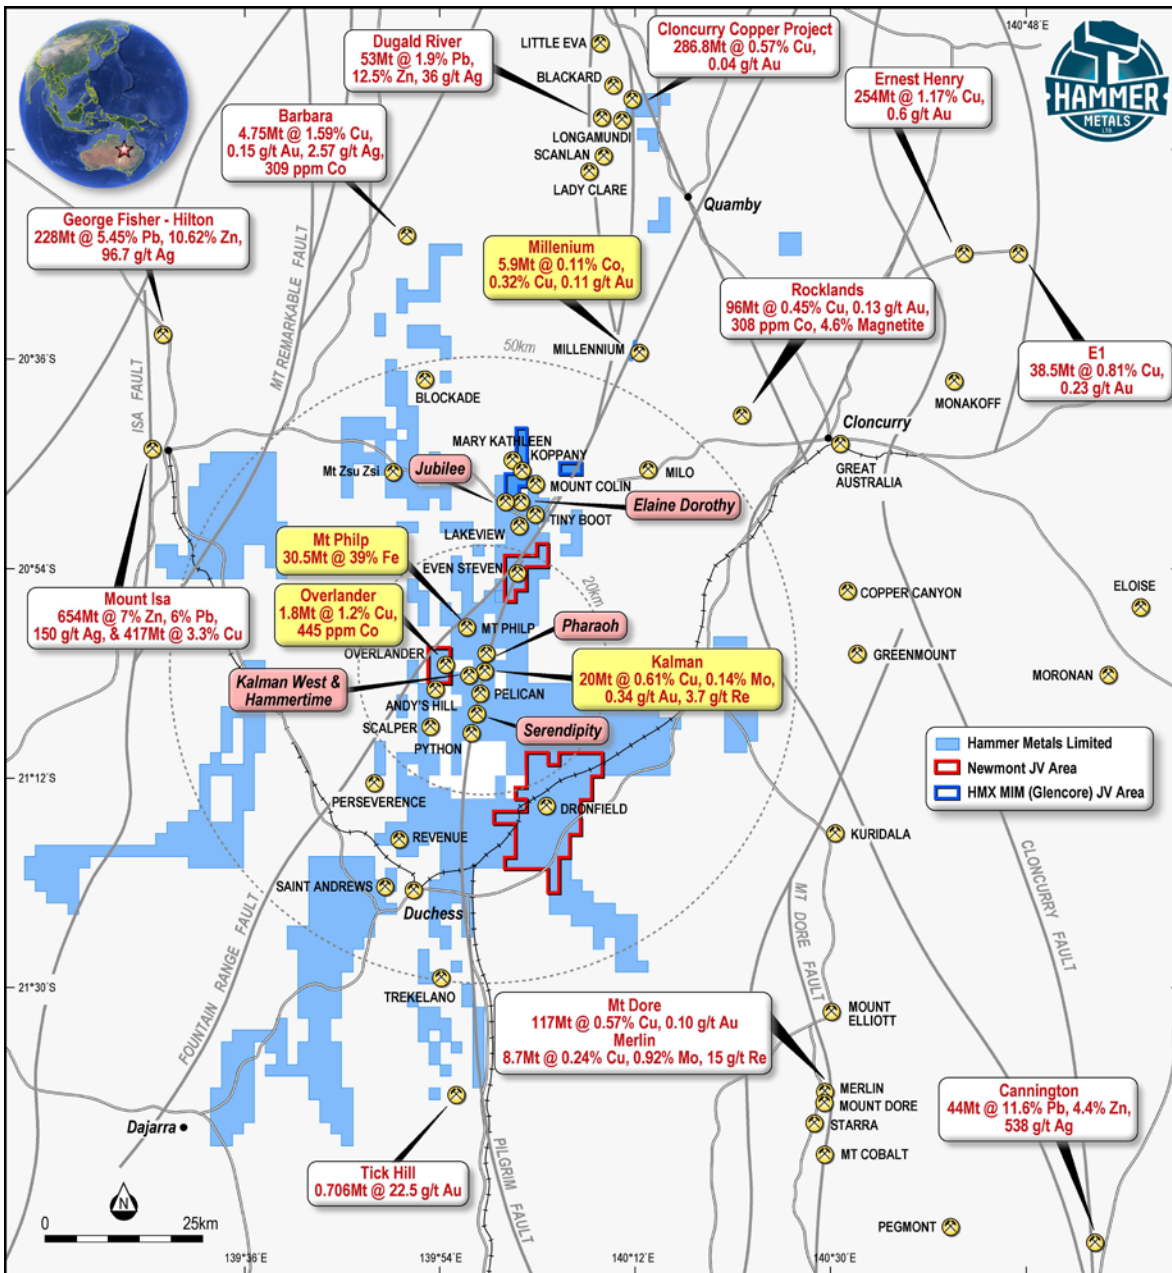 140°48'E
HAMMER
METALS
LTD.
LITTLE EVA
Cloncurry Copper Project
286.8Mt @ 0.57% Cu,
0.04 g/t Au
Dugald River
53Mt @ 1.9% Pb,
12.5% Zn, 36 g/t Ag
BLACKARD
Ernest Henry
254Mt @ 1.17% Cu,
0.6 g/t Au
Barbara
4.75Mt @ 1.59% Cu,
0.15 g/t Au, 2.57 g/t Ag,
309 ppm Co
LONGAMUNDI
SCANLAN
LADY CLARE
Quamby
George Fisher - Hilton
228Mt @ 5.45% Pb, 10.62% Zn,
96.7 g/t Ag
Millenium
5.9Mt @ 0.11% Co,
0.32% Cu, 0.11 g/t Au
Rocklands
96Mt @ 0.45% Cu, 0.13 g/t Au,
308 ppm Co, 4.6% Magnetite
MT REMARKABLE FAULT
ISA FAULT
20°36'S
50km
MILLENNIUM
E1
38.5Mt @ 0.81% Cu,
0.23 g/t Au
BLOCKADE
MONAKOFF
Cloncurry
MARY KATHLEEN
KOPPANY
Jubilee
Mt Zsu Zsi
MOUNT COLIN
MILO
GREAT
AUSTRALIA
Elaine Dorothy
TINY BOOT
LAKEVIEW
Mt Philp
30.5Mt @ 39% Fe
EVEN STEVEN
20°54'S
20km
Mount Isa
654Mt @ 7% Zn, 6% Pb,
150 g/t Ag, & 417Mt @ 3.3% Cu
Overlander
1.8Mt @ 1.2% Cu,
445 ppm Co
COPPER CANYON
ELOISE
MT PHILP
Pharaoh
OVERLANDER
GREENMOUNT
Kalman West &
Hammertime
Kalman
20Mt @ 0.61% Cu, 0.14% Mo,
0.34 g/t Au, 3.7 g/t Re
MORONAN
PELICAN
ANDY'S HILL
SCALPER
PYTHON
Serendipity
Hammer Metals Limited
Newmont JV Area
HMX MIM (Glencore) JV Area
21°12'S
PERSEVERENCE
DRONFIELD
REVENUE
KURIDALA
CLONCURRY FAULT
SAINT ANDREWS
Duchess
MT DORE FAULT
FOUNTAIN RANGE FAULT
21°30'S
TREKELANO
Mt Dore
117Mt @ 0.57% Cu, 0.10 g/t Au
Merlin
8.7Mt @ 0.24% Cu, 0.92% Mo, 15 g/t Re
MOUNT
ELLIOTT
MERLIN
MOUNT DORE
STARRA
MT COBALT
Cannington
44Mt @ 11.6% Pb, 4.4% Zn,
538 g/t Ag
Dajarra
Tick Hill
0.706Mt @ 22.5 g/t Au
PILGRIM FAULT
N
0
25km
PEGMONT
139°36'E
139°54'E
140°12'E
140°30'E